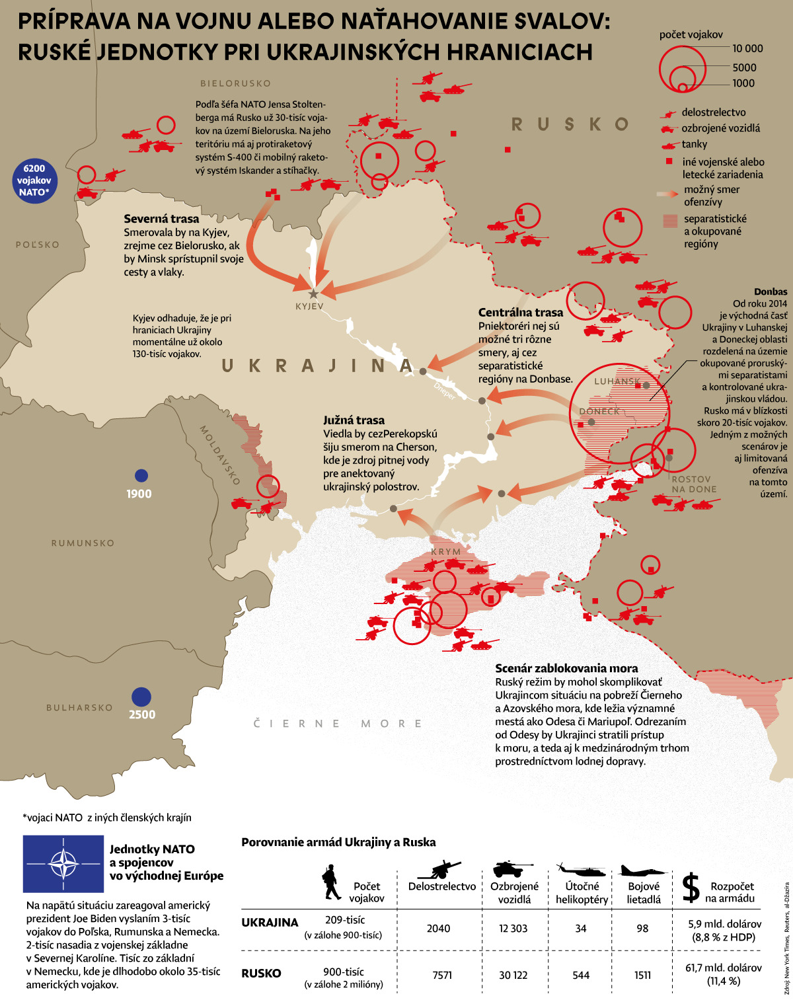 PRÍPRAVA NA VOJNU ALEBO NAŤAHOVANIE SVALOV:
RUSKÉ JEDNOTKY PRI UKRAJINSKÝCH HRANICIACH
počet vojakov
10 000
5000
1000
delostrelectvo
ozbrojené vozidlá
tanky
iné vojenské alebo
letecké zariadenia
možný smer
ofenzívy
separatistické
a okupované
regióny
BIELORUSKO
Podľa šéfa NATO Jensa Stolten-
berga má Rusko už 30-tisíc voja-
kov na území Bieloruska. Na jeho
teritóriu má aj protiraketový
systém S-400 či mobilný raketo-
vý systém Iskander a stíhačky.
RUSKO
6200
vojakov
NATO*
POĽSKO
Severná trasa
Smerovala by na Kyjev,
zrejme cez Bielorusko, ak
by Minsk sprístupnil svoje
cesty a vlaky.
KYJEV
Kyjev odhaduje, že je pri
hraniciach Ukrajiny
momentálne už okolo
130-tisíc vojakov.
UKRAJINA
Dneper
Centrálna trasa
Pniektoréri nej sú
možné tri rôzne
smery, aj cez
separatistické
regióny na Donbase.
Donbas
Od roku 2014
je východná časť
Ukrajiny v Luhanskej
a Doneckej oblasti
rozdelená na územie
okupované proruský-
mi separatistami
a kontrolované ukra-
jinskou vládou.
Rusko má v blízkosti
skoro 20-tisíc vojakov.
Jedným z možných
scenárov je
aj limitovaná
ofenzíva
na tomto
území.
LUHANSK
DONECK
ROSTOV
NA DONE
Južná trasa
Viedla by cezPerekopskú
šiju smerom na Cherson,
kde je zdroj pitnej vody
pre anektovaný
ukrajinský polostrov.
MOLDAVSKO
1900
RUMUNSKO
KRYM
BULHARSKO
2500
ČIERNE MORE
Scenár zablokovania mora
Ruský režim by mohol skomplikovať
Ukrajincom situáciu na pobreží Čierneho
a Azovského mora, kde ležia významné
mestá ako Odesa či Mariupoľ. Odrezaním
od Odesy by Ukrajinci stratili prístup
k moru, a teda aj k medzinárodným trhom
prostredníctvom lodnej dopravy.
*vojaci NATO z iných členských krajín
Jednotky NATO
a spojencov
vo východnej Európe
Na napätú situáciu zareagoval americký
prezident Joe Biden vyslaním 3-tisíc
vojakov do Poľska, Rumunska a Nemecka.
2-tisíc nasadia z vojenskej základne
v Severnej Karolíne. Tisíc zo základní
v Nemecku, kde je dlhodobo okolo 35-tisíc
amerických vojakov.
Porovnanie armád Ukrajiny a Ruska
Počet
vojakov
Delostrelectvo
Ozbrojené
vozidlá
Útočné
helikoptéry
Bojové
lietadlá
$
Rozpočet
na armádu
UKRAJINA
209-tisíc
(v zálohe 900-tisíc)
2040
12 303
34
98
5,9 mld. dolárov
(8,8 % z HDP)
RUSKO
900-tisíc
(v zálohe 2 milióny)
7571
30 122
544
1511
61,7 mld. dolárov
(11,4 %)
Zdroj: New York Times, Reuters, al-Džazíra